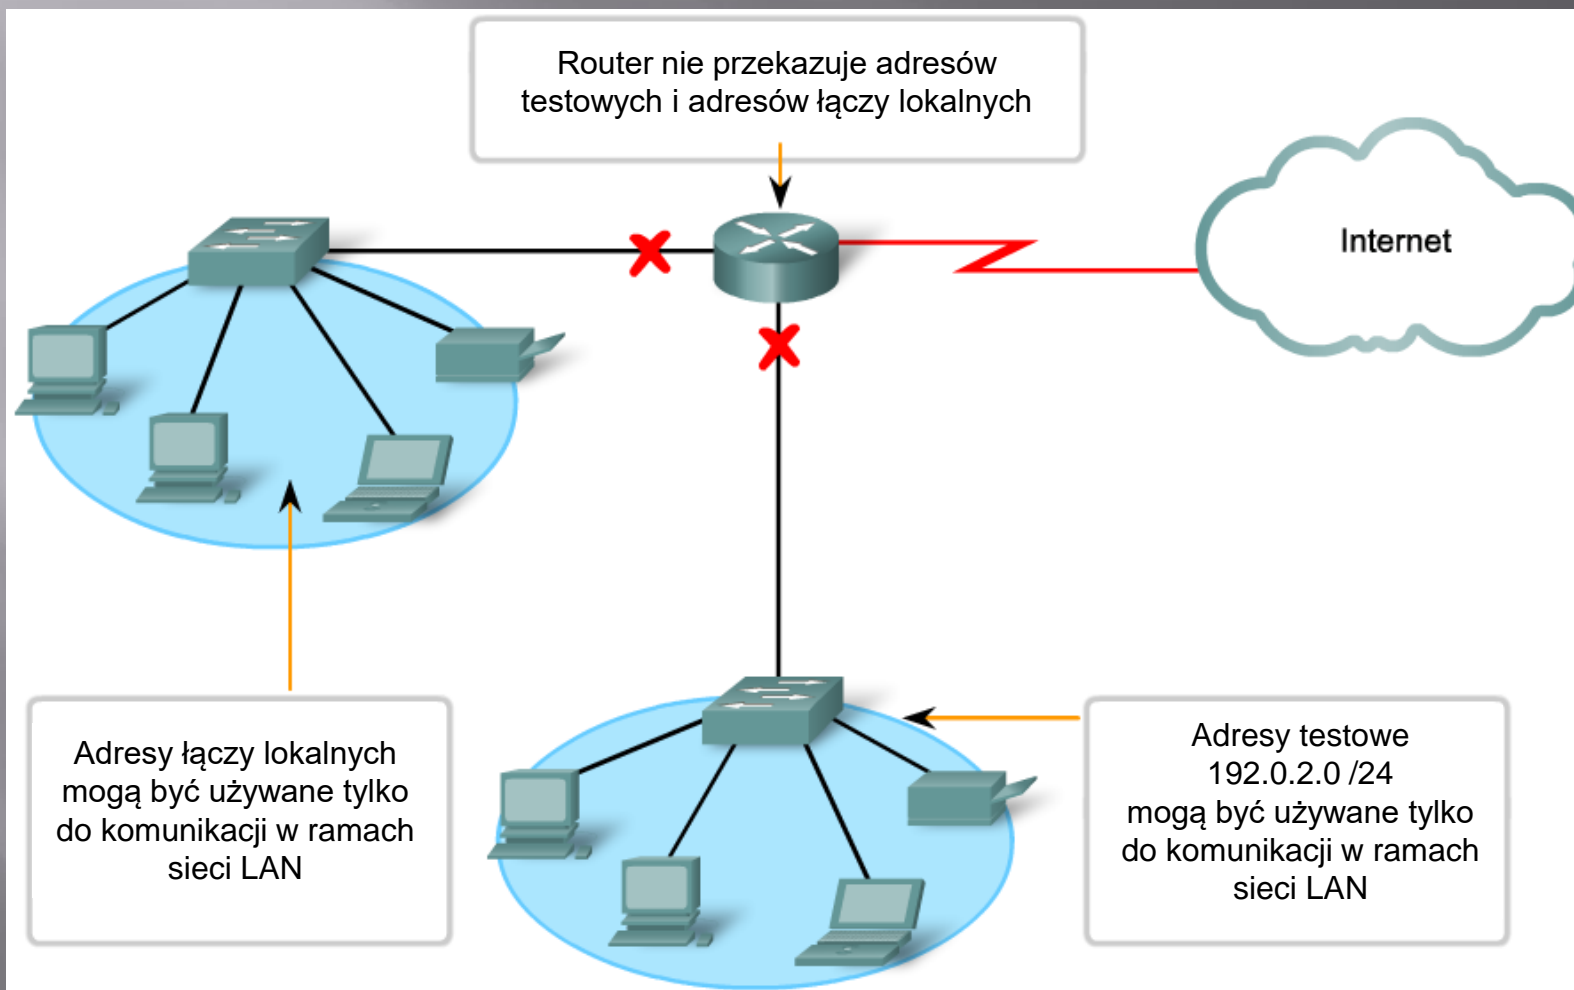 Router nie przekazuje adresów
testowych i adresów łączy lokalnych
Internet
Adresy łączy lokalnych
mogą być używane tylko
do komunikacji w ramach
sieci LAN
Adresy testowe
192.0.2.0 /24
mogą być używane tylko
do komunikacji w ramach
sieci LAN